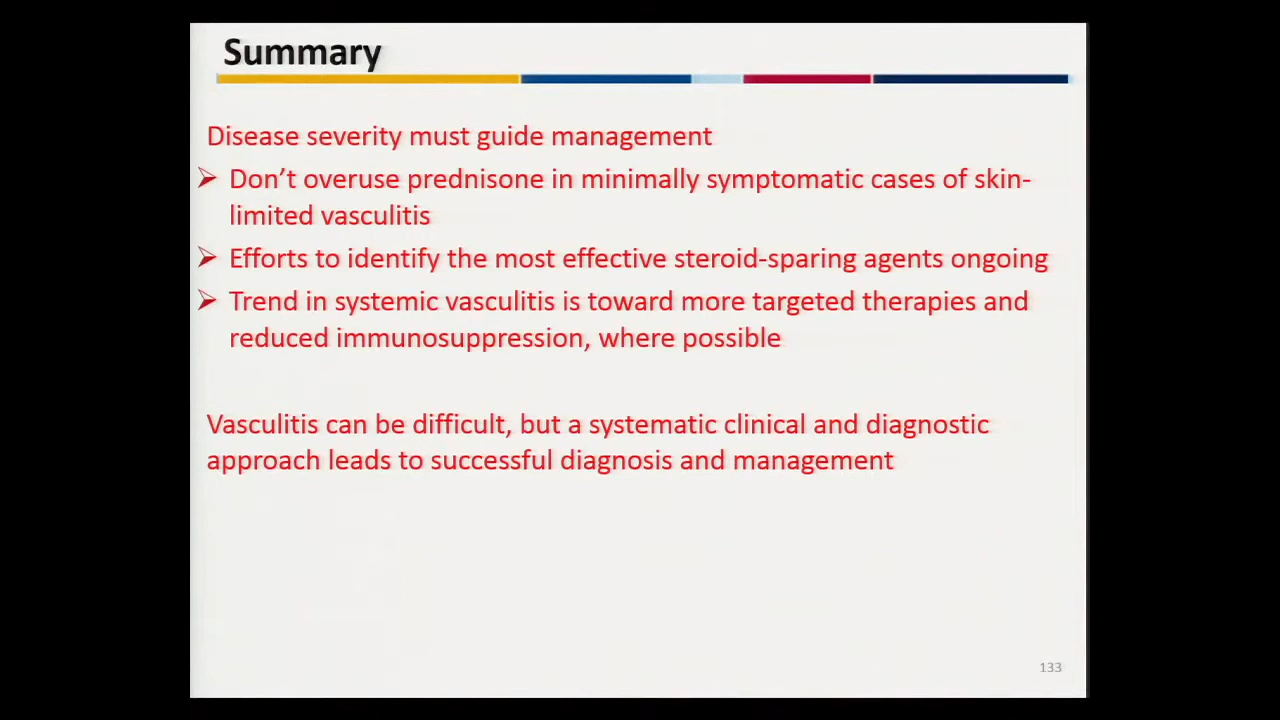 Summary
Disease severity must guide management
➢ Don’t overuse prednisone in minimally symptomatic cases of skin-
limited vasculitis
➢ Efforts to identify the most effective steroid-sparing agents ongoing
➢ Trend in systemic vasculitis is toward more targeted therapies and
reduced immunosuppression, where possible
Vasculitis can be difficult, but a systematic clinical and diagnostic
approach leads to successful diagnosis and management
133